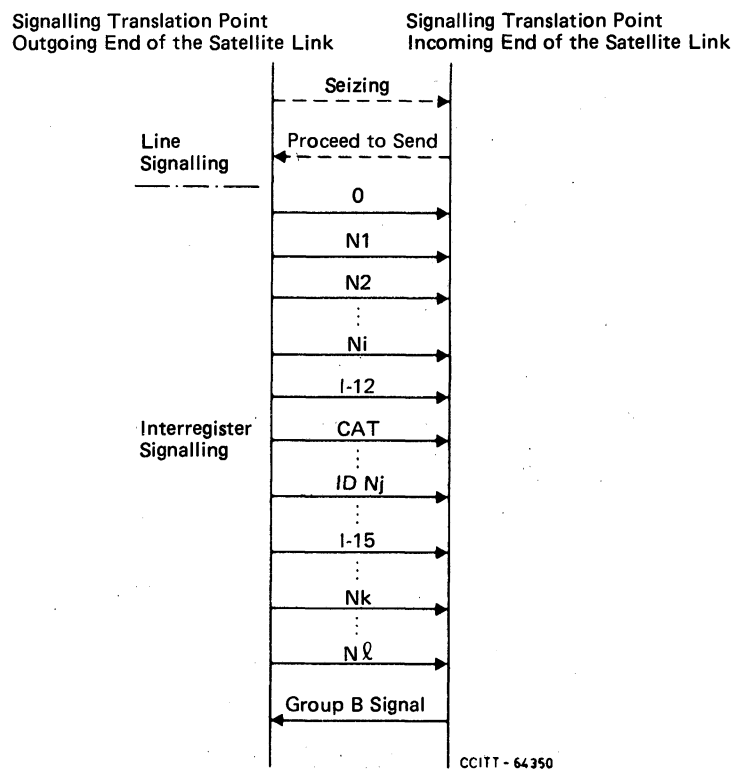 Signalling Translation Point
Outgoing End of the Satellite Link
Signalling Translation Point
Incoming End of the Satellite Link
Seizing
Line
Signalling
Proceed to Send
0
N1
N2
Ni
I-12
Interregister
Signalling
CAT
ID Nj
I-15
Nk
Nℓ
Group B Signal
CCITT - 64350